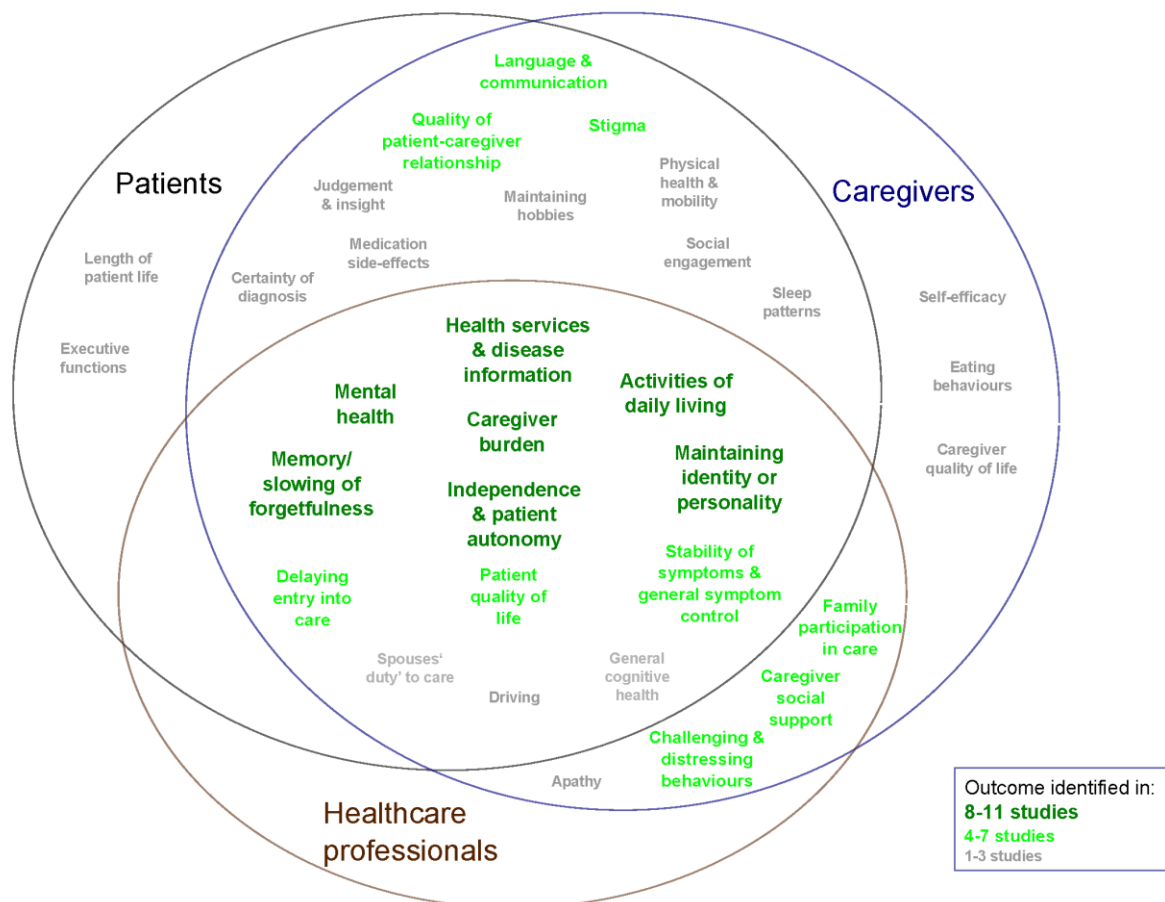 Language &
communication
Quality of
patient-caregiver
relationship
Stigma
Patients
Judgement
& insight
Maintaining
hobbies
Physical
health &
mobility
Caregivers
Length of
patient life
Certainty of
diagnosis
Medication
side-effects
Social
engagement
Sleep
patterns
Self-efficacy
Executive
functions
Eating
behaviours
Caregiver
quality of life
Health services
& disease
information
Mental
health
Caregiver
burden
Activities of
daily living
Memory/
slowing of
forgetfulness
Independence
& patient
autonomy
Maintaining
identity or
personality
Delaying
entry into
care
Patient
quality of
life
Stability of
symptoms &
general symptom
control
Family
participation
in care
Spouses‘
duty’ to care
Driving
General
cognitive
health
Caregiver
social
support
Challenging &
distressing
behaviours
Apathy
Healthcare
professionals
Outcome identified in:
8-11 studies
4-7 studies
1-3 studies